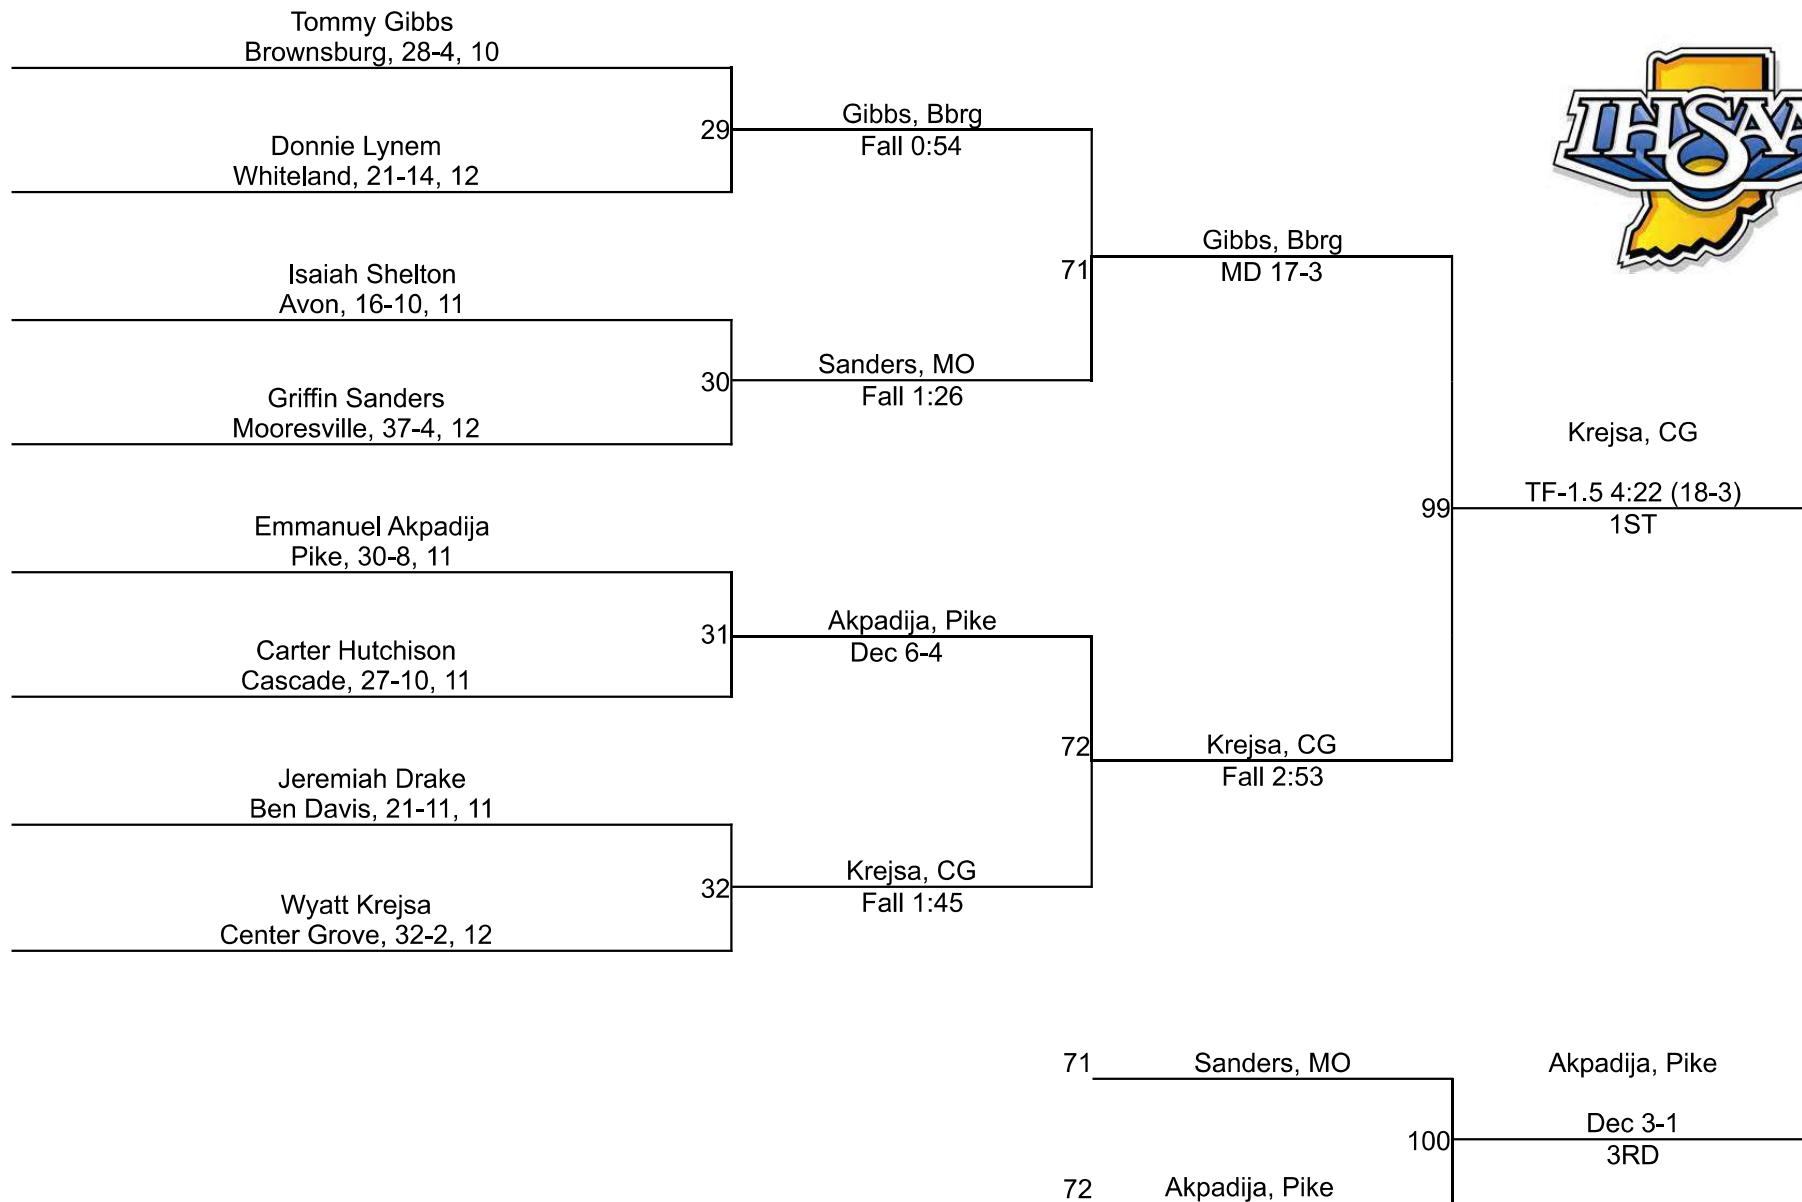 Tommy Gibbs
Brownsburg, 28-4, 10
Donnie Lynem
Whiteland, 21-14, 12
29
Gibbs, Bbrg
Fall 0:54
Isaiah Shelton
Avon, 16-10, 11
Griffin Sanders
Mooresville, 37-4, 12
30
Sanders, MO
Fall 1:26
71
Gibbs, Bbrg
MD 17-3
IHSAA
Emmanuel Akpadija
Pike, 30-8, 11
Carter Hutchison
Cascade, 27-10, 11
31
Akpadija, Pike
Dec 6-4
Jeremiah Drake
Ben Davis, 21-11, 11
Wyatt Krejsa
Center Grove, 32-2, 12
32
Krejsa, CG
Fall 1:45
72
Krejsa, CG
Fall 2:53
99
Krejsa, CG
TF-1.5 4:22 (18-3)
1ST
71
Sanders, MO
72
Akpadija, Pike
100
Akpadija, Pike
Dec 3-1
3RD